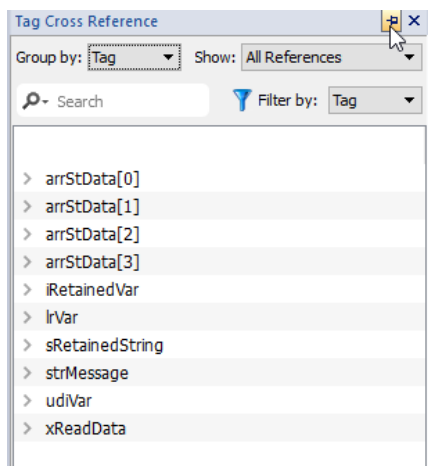 Tag Cross Reference
Group by: Tag Show: All References
Search Filter by: Tag
arrStData[0]
arrStData[1]
arrStData[2]
arrStData[3]
iRetainedVar
lrVar
sRetainedString
strMessage
udiVar
xReadData